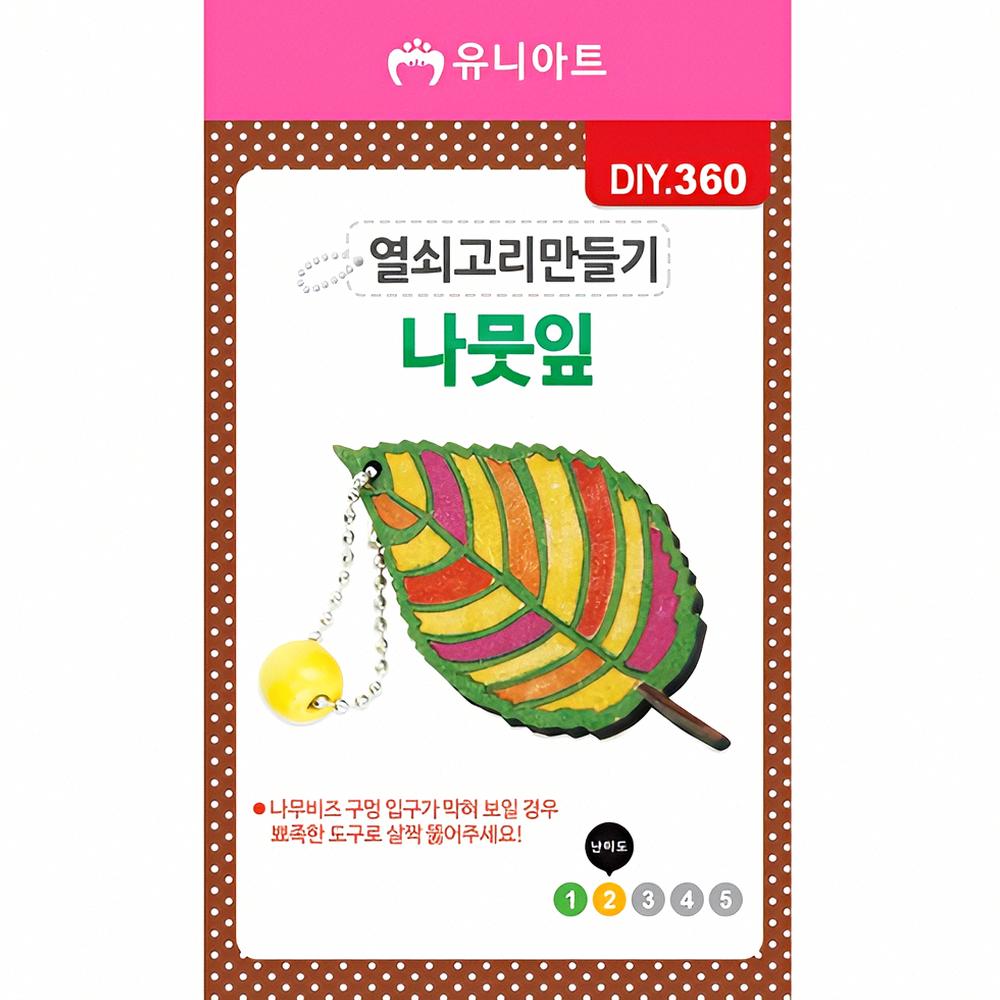 유니아트
DIY.360
열쇠고리만들기
나뭇잎
● 나무비즈 구멍 입구가 막혀 보일 경우
뾰족한 도구로 살짝 뚫어주세요!
난이도
1 2 3 4 5